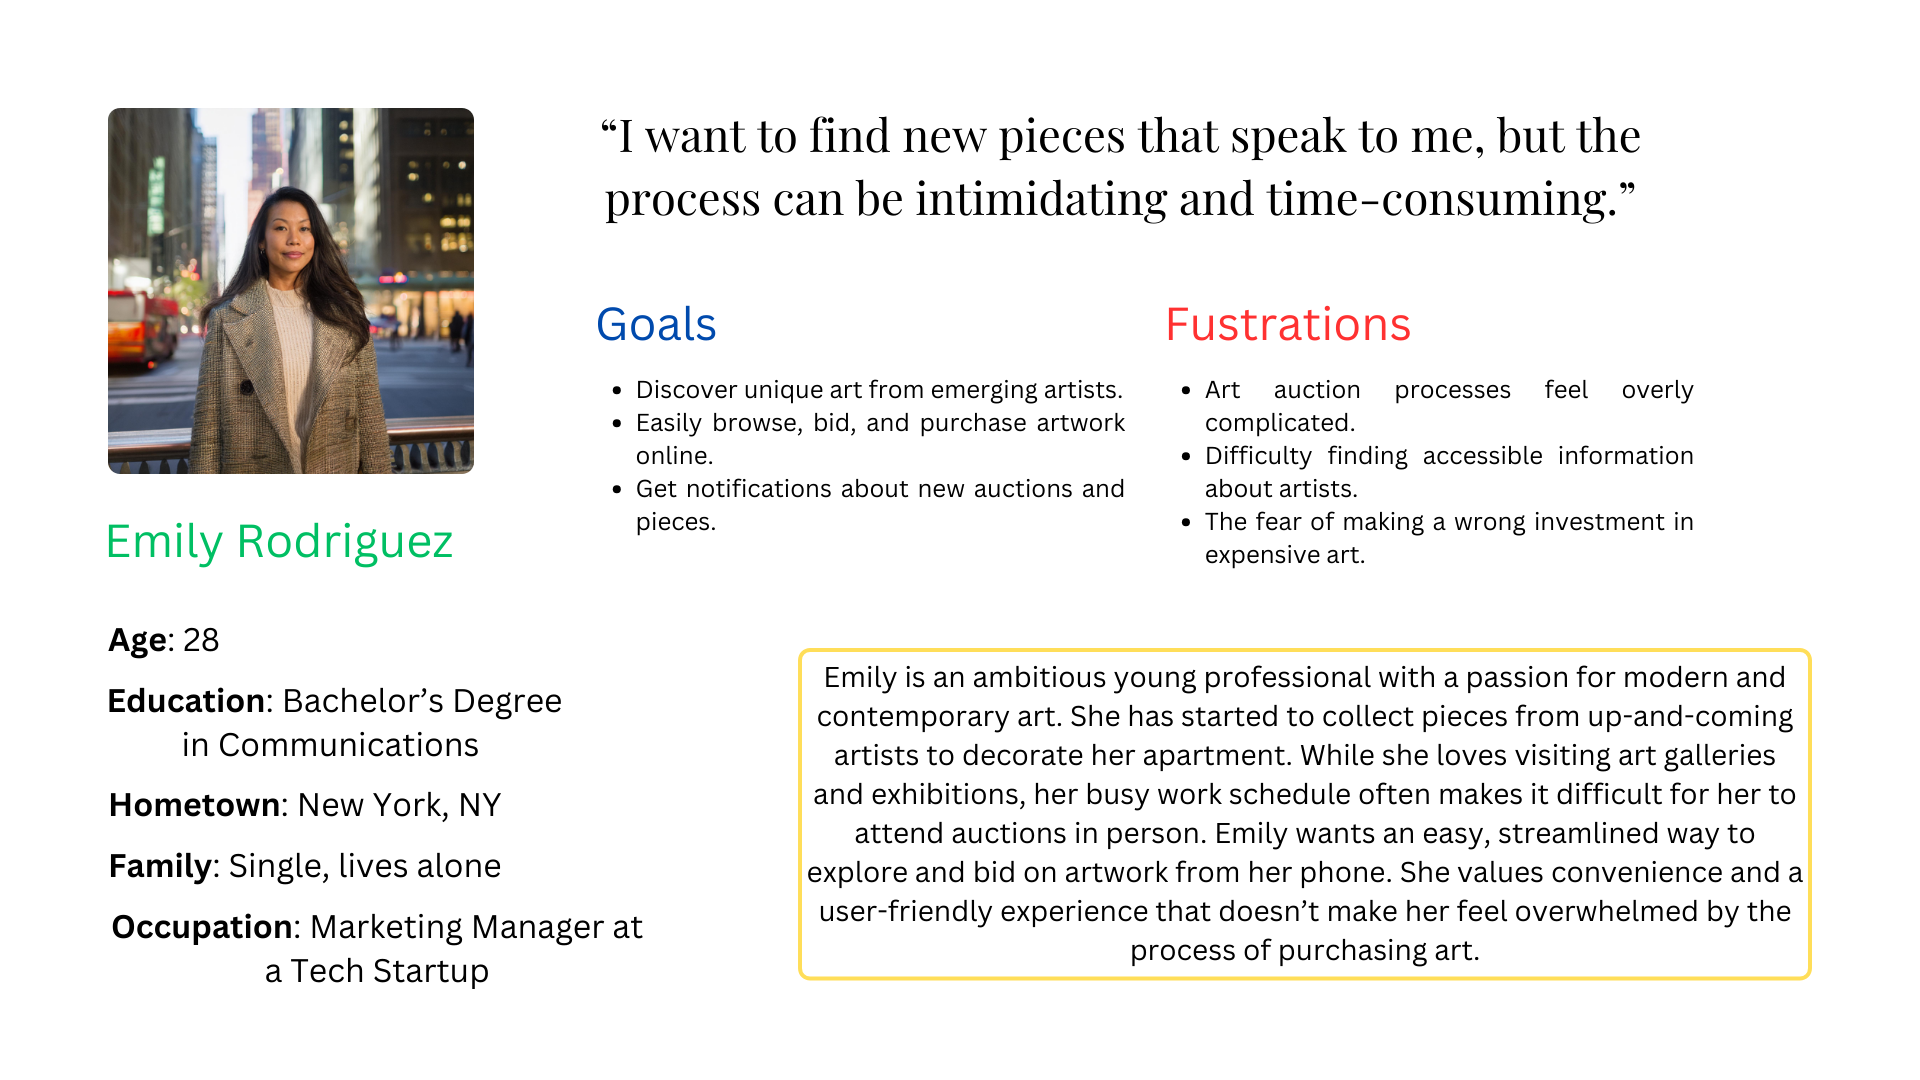 “I want to find new pieces that speak to me, but the
process can be intimidating and time-consuming.”
Emily Rodriguez
Age: 28
Education: Bachelor’s Degree
in Communications
Hometown: New York, NY
Family: Single, lives alone
Occupation: Marketing Manager at
a Tech Startup
Goals
• Discover unique art from emerging artists.
• Easily browse, bid, and purchase artwork
online.
• Get notifications about new auctions and
pieces.
Fustrations
• Art auction processes feel overly
complicated.
• Difficulty finding accessible information
about artists.
• The fear of making a wrong investment in
expensive art.
Emily is an ambitious young professional with a passion for modern and
contemporary art. She has started to collect pieces from up-and-coming
artists to decorate her apartment. While she loves visiting art galleries
and exhibitions, her busy work schedule often makes it difficult for her to
attend auctions in person. Emily wants an easy, streamlined way to
explore and bid on artwork from her phone. She values convenience and a
user-friendly experience that doesn’t make her feel overwhelmed by the
process of purchasing art.